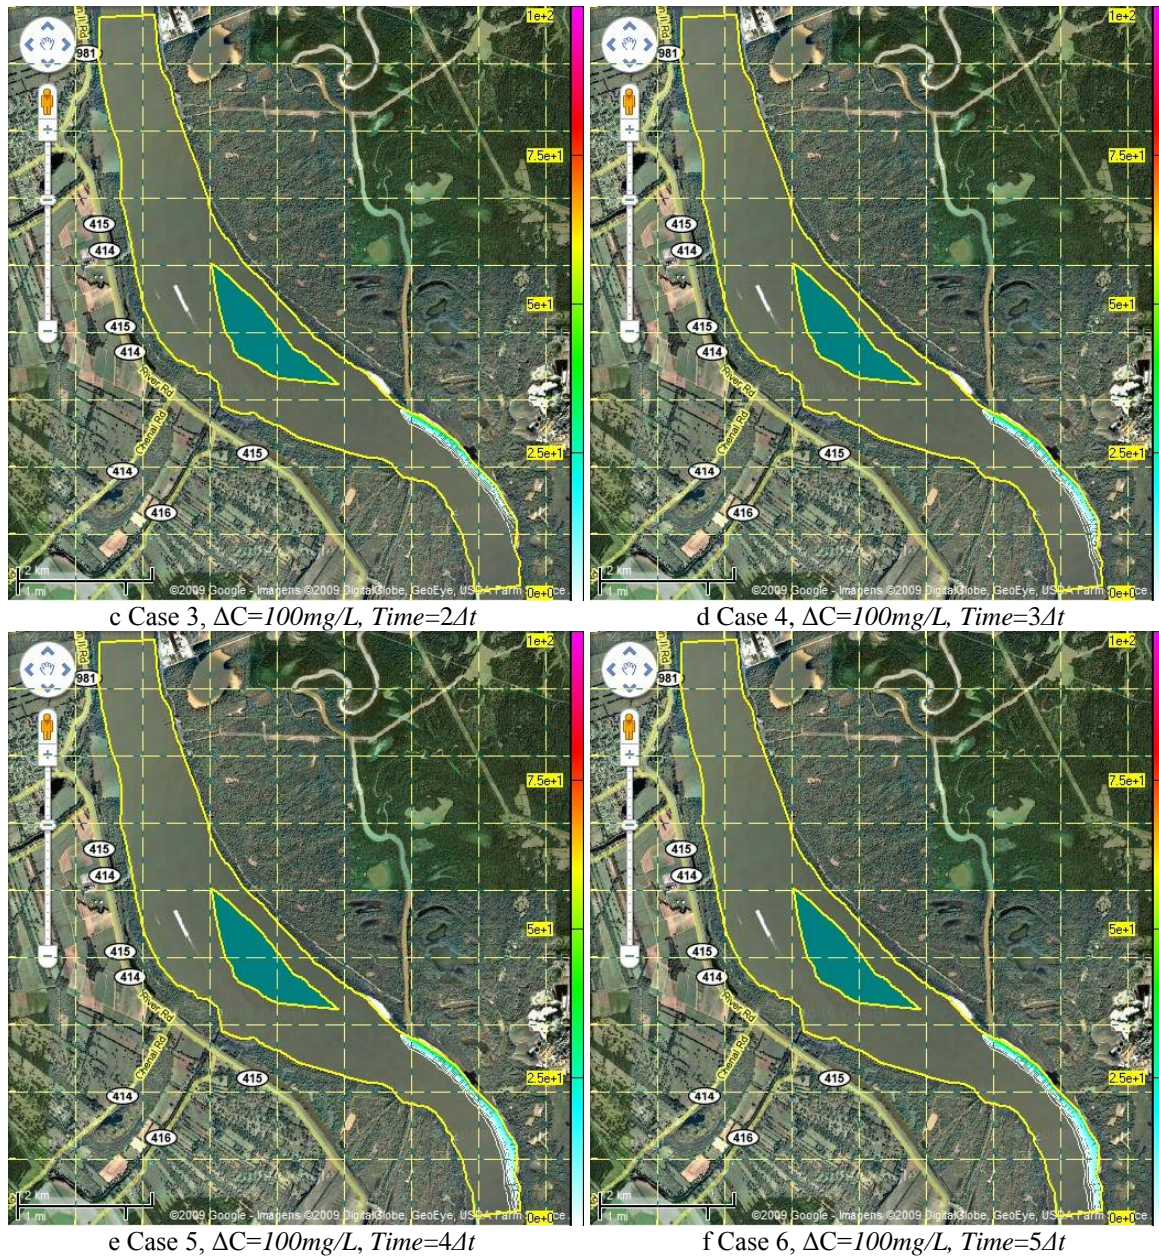 1e+2
981
7.5e+1
415
414
5e+1
415
414
River Rd
Chenal Rd
2.5e+1
414
415
416
2 km
1 mi
©2009 Google - Imagens ©2009 DigitalGlobe, GeoEye, USDA Farm Service
0e+0
c Case 3, ΔC=100mg/L, Time=2Δt
1e+2
981
7.5e+1
415
414
5e+1
415
414
River Rd
Chenal Rd
2.5e+1
414
415
416
2 km
1 mi
©2009 Google - Imagens ©2009 DigitalGlobe, GeoEye, USDA Farm
0e+0
d Case 4, ΔC=100mg/L, Time=3Δt
1e+2
981
7.5e+1
415
414
5e+1
415
414
River Rd
Chenal Rd
2.5e+1
414
415
416
2 km
1 mi
©2009 Google - Imagens ©2009 DigitalGlobe, GeoEye, USDA Farm
0e+0
e Case 5, ΔC=100mg/L, Time=4Δt
1e+2
981
7.5e+1
415
414
5e+1
415
414
River Rd
Chenal Rd
2.5e+1
414
415
416
2 km
1 mi
©2009 Google - Imagens ©2009 DigitalGlobe, GeoEye, USDA Farm
0e+0
f Case 6, ΔC=100mg/L, Time=5Δt